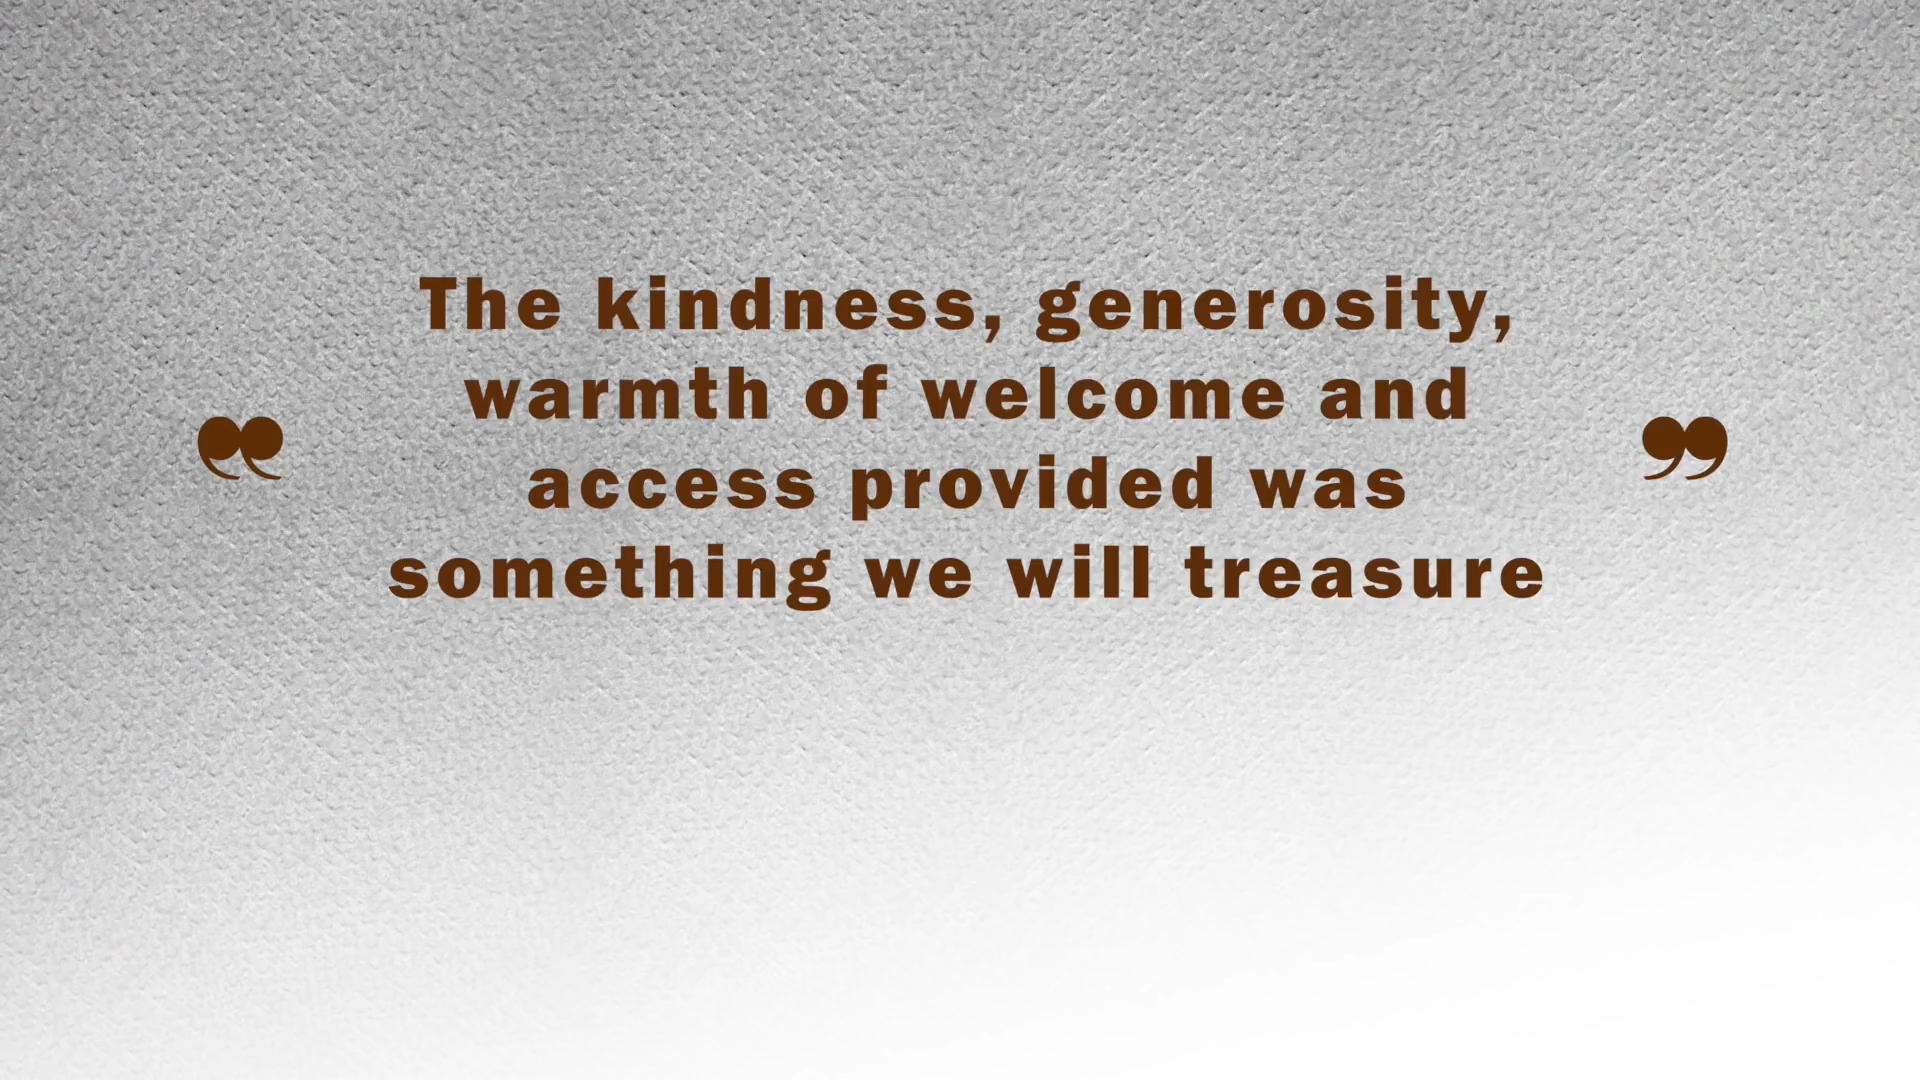 The kindness, generosity,
warmth of welcome and
❝ access provided was ❞
something we will treasure